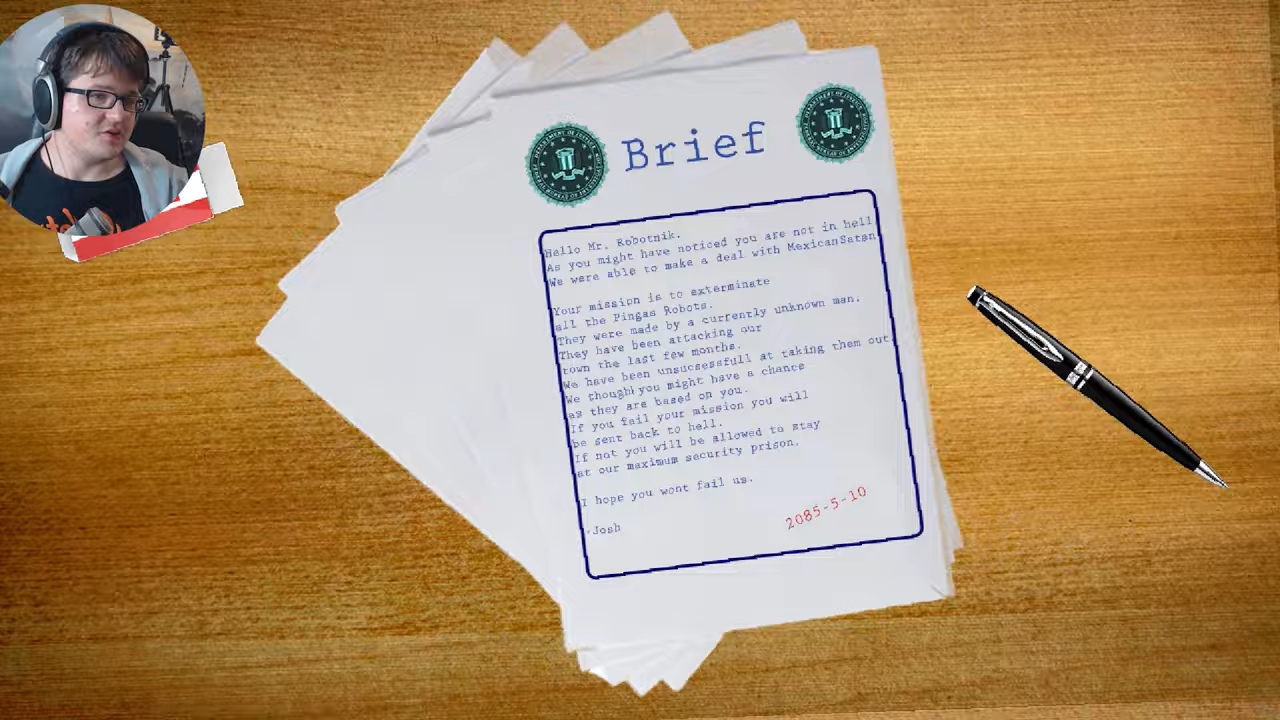 Brief
Hello Mr. Robotnik.
As you might have noticed you are not in hell
We were able to make a deal with MexicanSatan
Your mission is to exterminate
all the Pingas Robots.
They were made by a currently unknown man.
They have been attacking our
town the last few months.
We have been unsucsessfull at taking them out
We thought you might have a chance
as they are based on you.
If you fail your mission you will
be sent back to hell.
If not you will be allowed to stay
at our maximum security prison.
I hope you wont fail us.
-Josh
2085-5-10